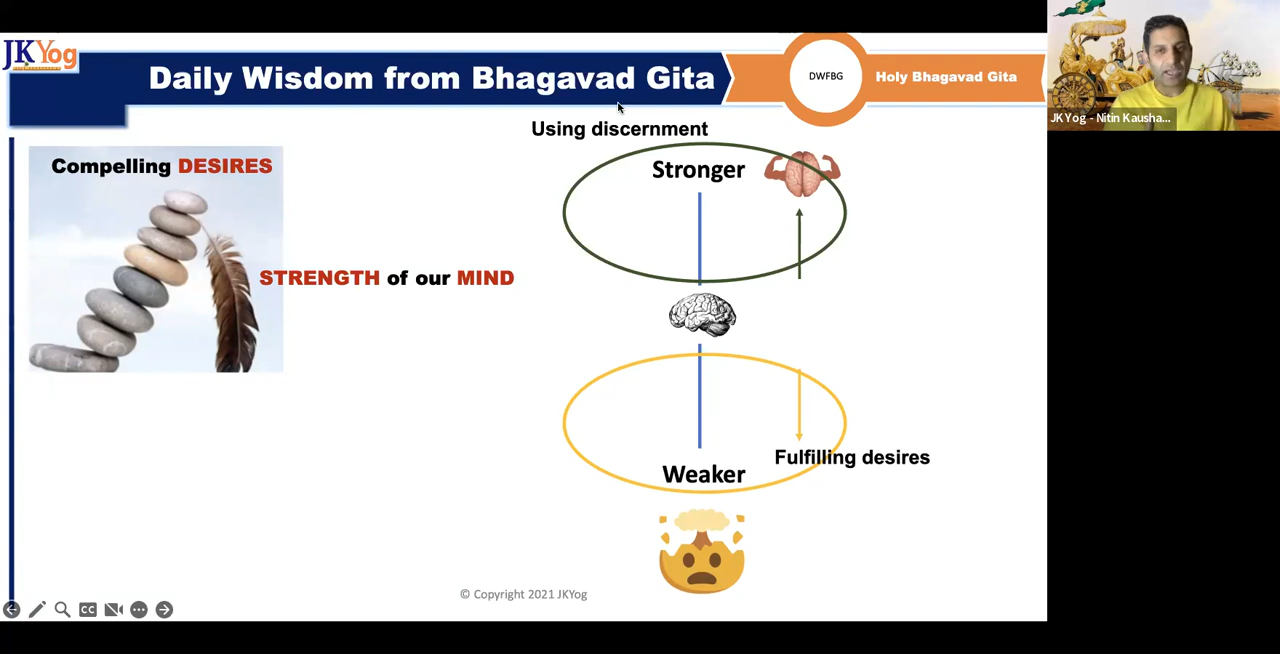 JKYog
Daily Wisdom from Bhagavad Gita
DWFBG
Holy Bhagavad Gita
JKYog - Nitin Kausha...
Using discernment
Compelling DESIRES
Stronger
STRENGTH of our MIND
Fulfilling desires
Weaker
© Copyright 2021 JKYog
CC